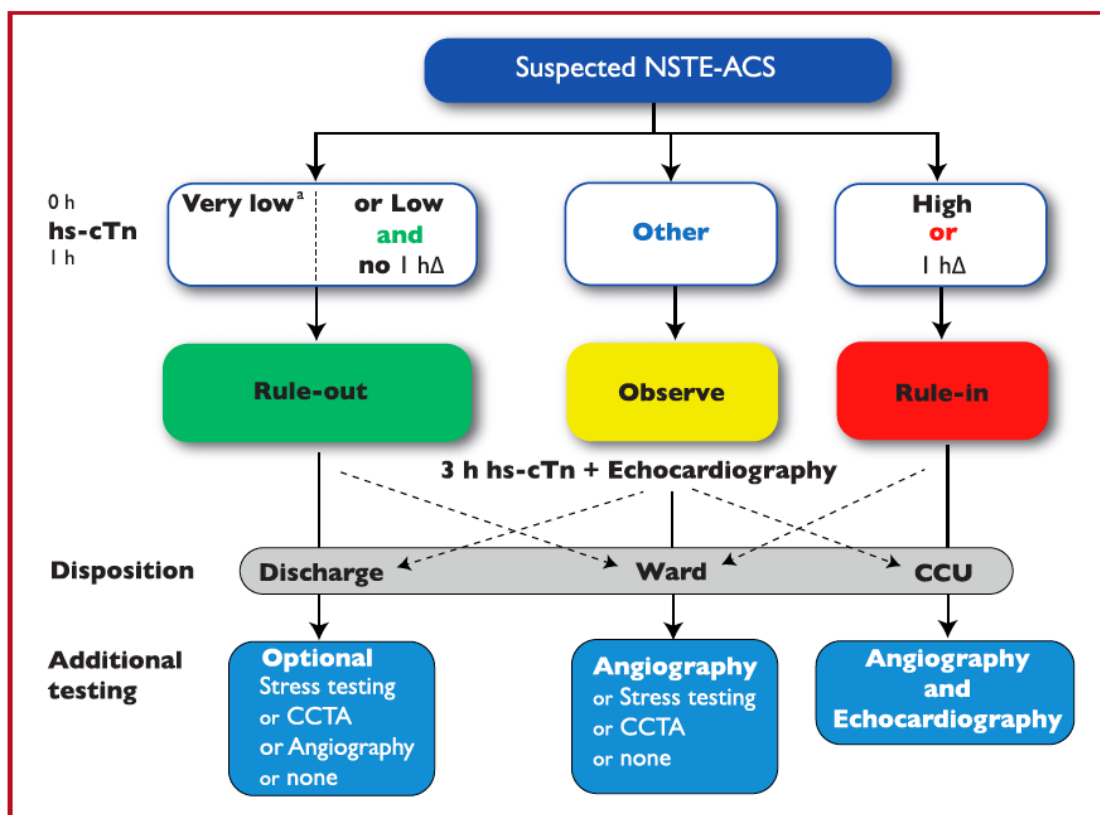 Suspected NSTE-ACS
0 h
hs-cTn
1 h
Very lowᵃ
or Low
and
no 1 hΔ
Other
High
or
1 hΔ
Rule-out
Observe
Rule-in
3 h hs-cTn + Echocardiography
Disposition
Discharge
Ward
CCU
Additional
testing
Optional
Stress testing
or CCTA
or Angiography
or none
Angiography
or Stress testing
or CCTA
or none
Angiography
and
Echocardiography